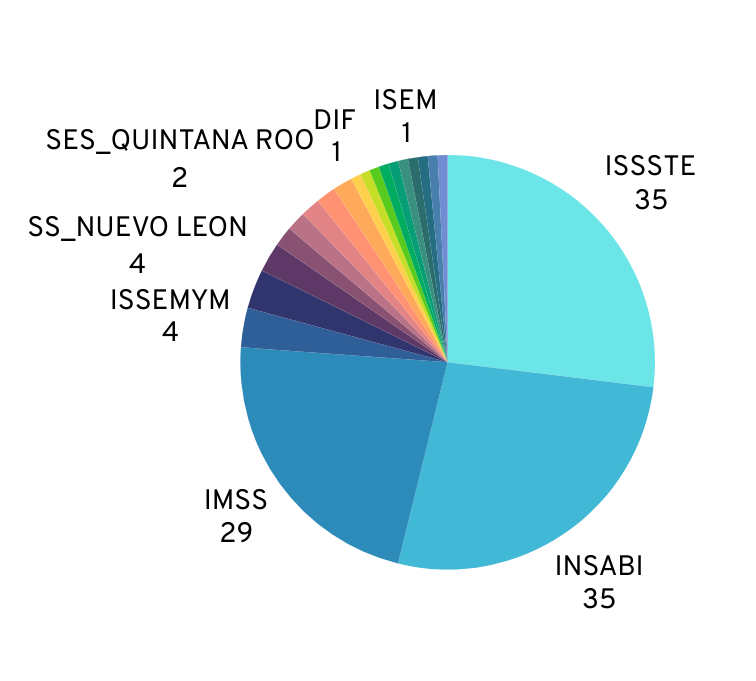 ISEM
1
DIF
1
SES_QUINTANA ROO
2
ISSSTE
35
SS_NUEVO LEON
4
ISSEMYM
4
IMSS
29
INSABI
35